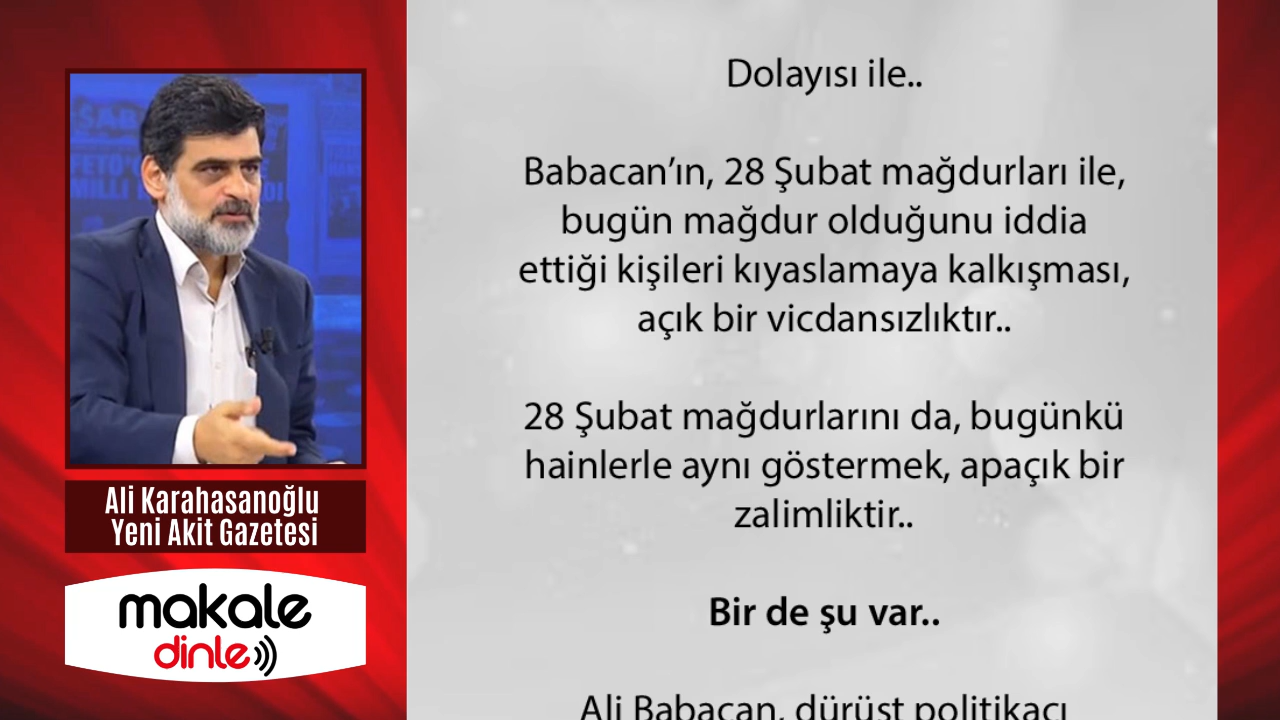 Dolayısı ile..
Babacan’ın, 28 Şubat mağdurları ile,
bugün mağdur olduğunu iddia
ettiği kişileri kıyaslamaya kalkışması,
açık bir vicdansızlıktır..
28 Şubat mağdurlarını da, bugünkü
hainlerle aynı göstermek, apaçık bir
zalimliktir..
Bir de şu var..
Ali Babacan, dürüst politikacı
Ali Karahasanoğlu
Yeni Akit Gazetesi
makale
dinle